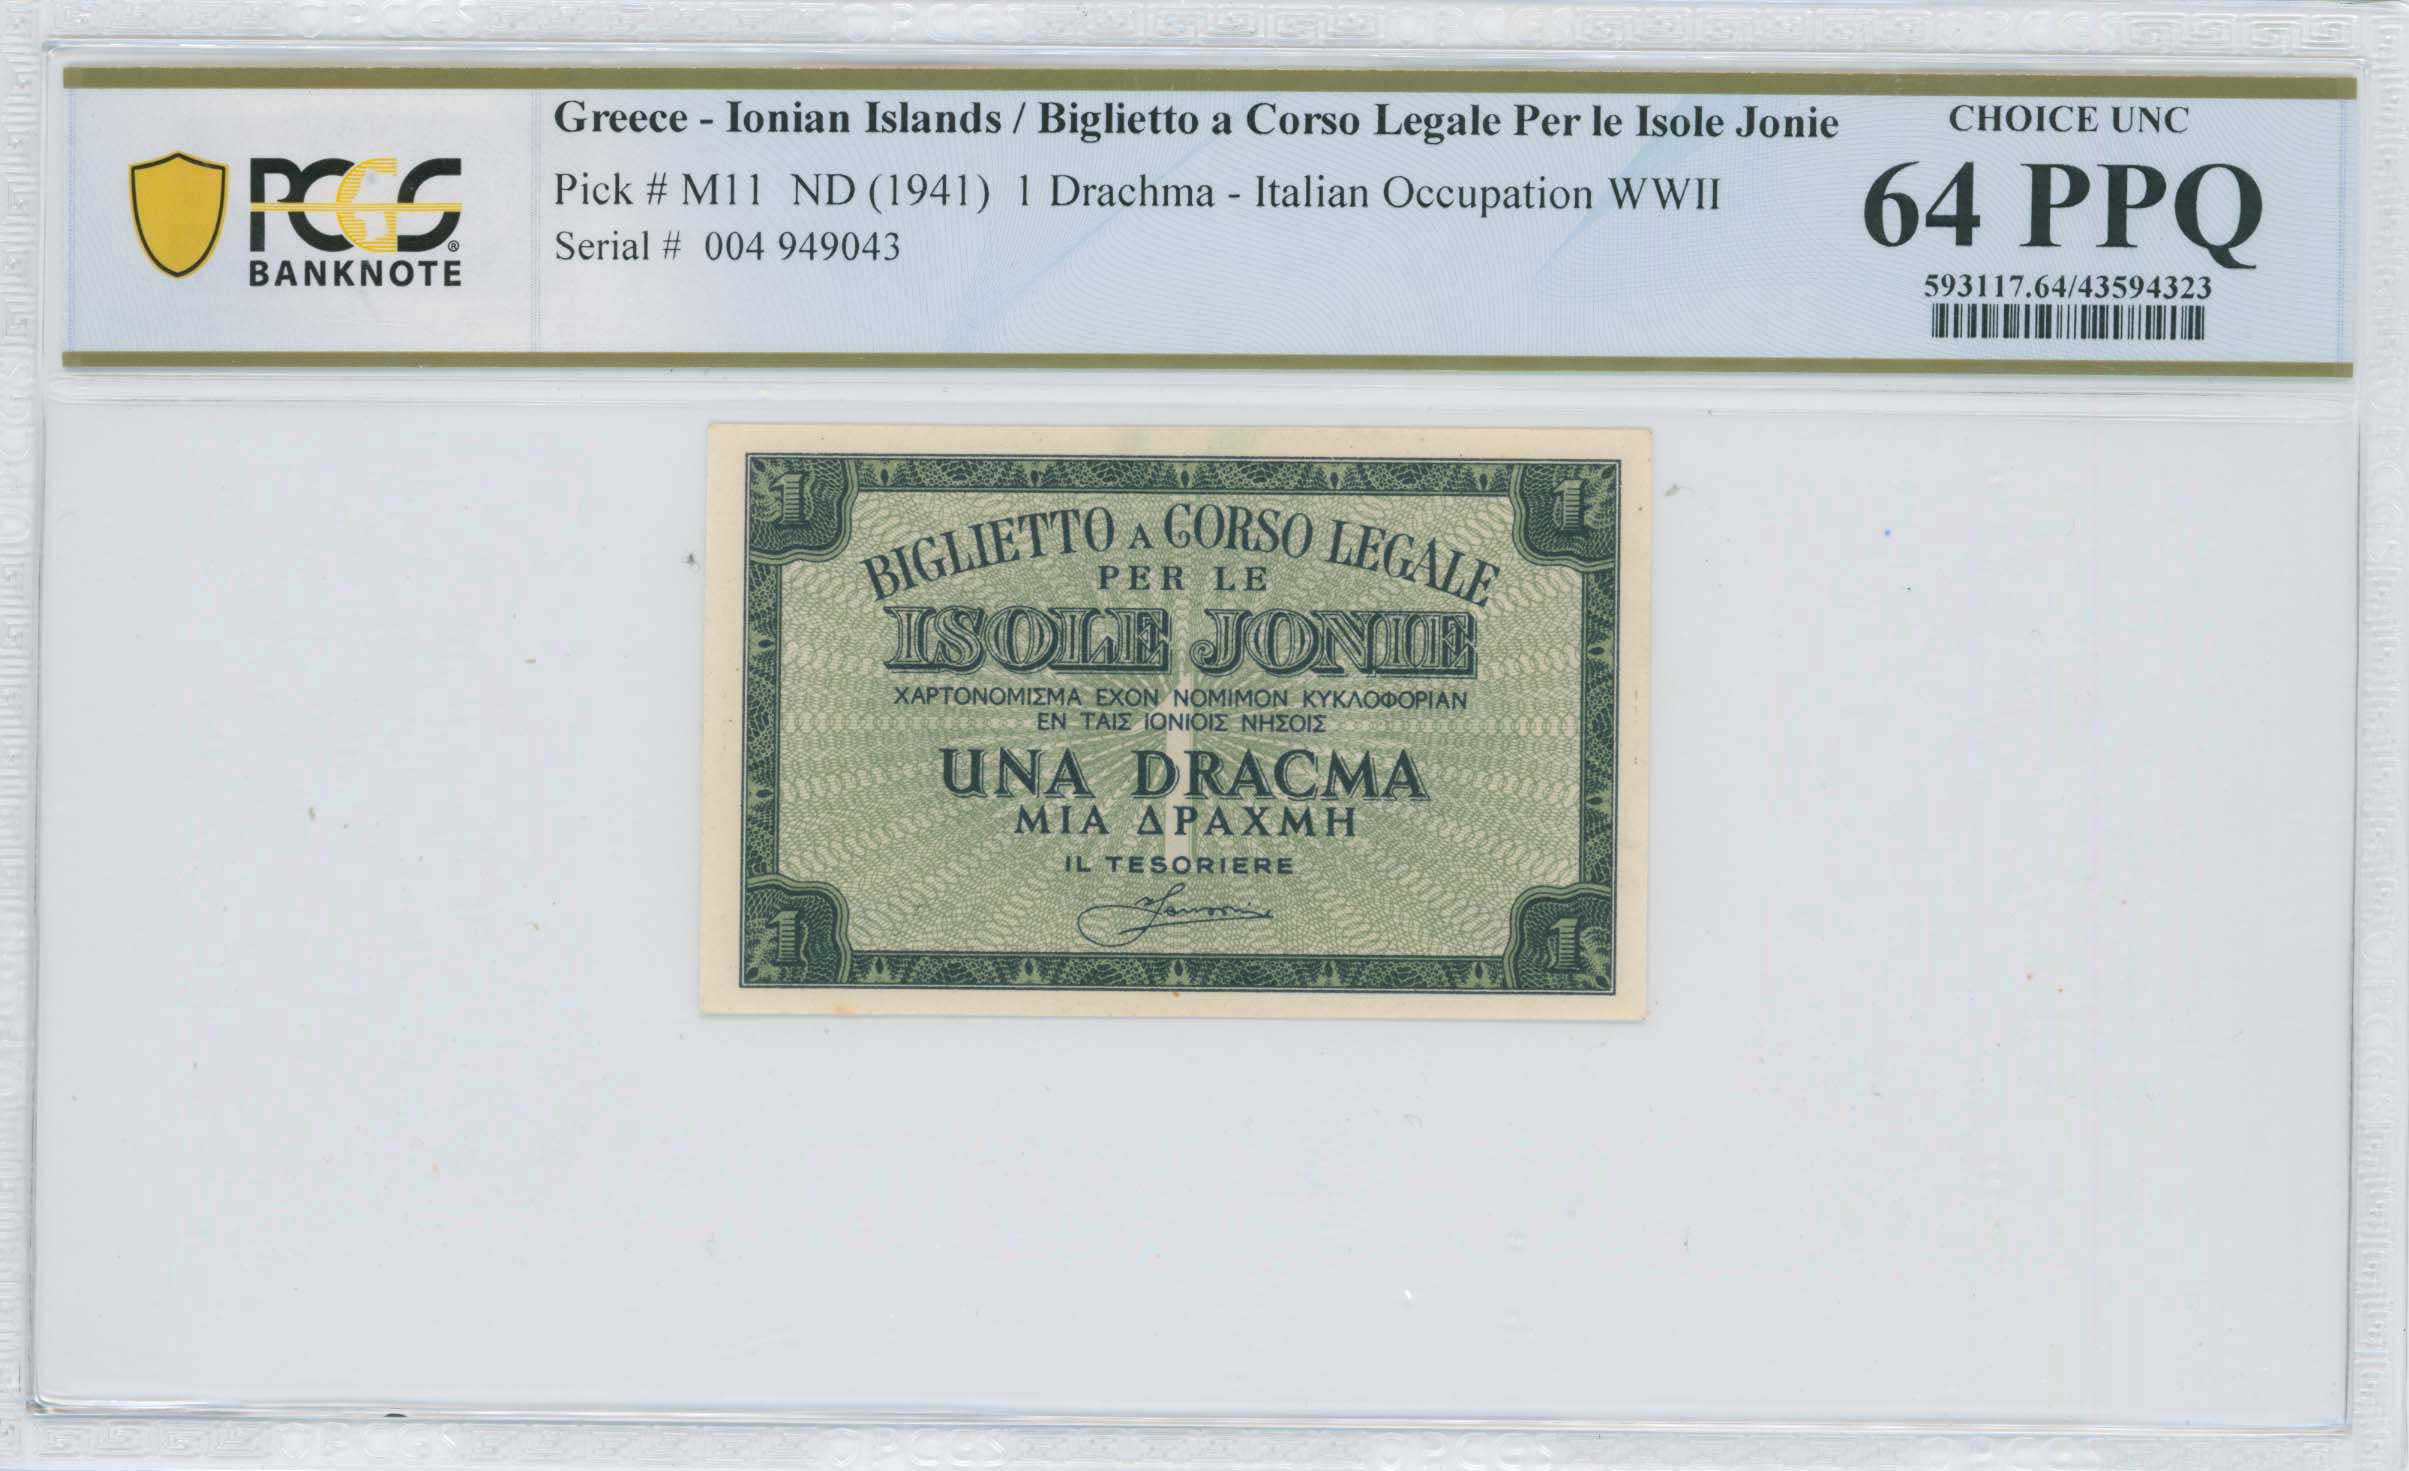 Greece - Ionian Islands / Biglietto a Corso Legale Per le Isole Jonie
Pick # M11 ND (1941) 1 Drachma - Italian Occupation WWII
Serial # 004 949043
CHOICE UNC
64 PPQ
593117.64/43594323
PCGS
BANKNOTE
1 1
BIGLIETTO A CORSO LEGALE
PER LE
ISOLE JONIE
ΧΑΡΤΟΝΟΜΙΣΜΑ ΕΧΟΝ ΝΟΜΙΜΟΝ ΚΥΚΛΟΦΟΡΙΑΝ
ΕΝ ΤΑΙΣ ΙΟΝΙΟΙΣ ΝΗΣΟΙΣ
UNA DRACMA
ΜΙΑ ΔΡΑΧΜΗ
IL TESORIERE
1 1